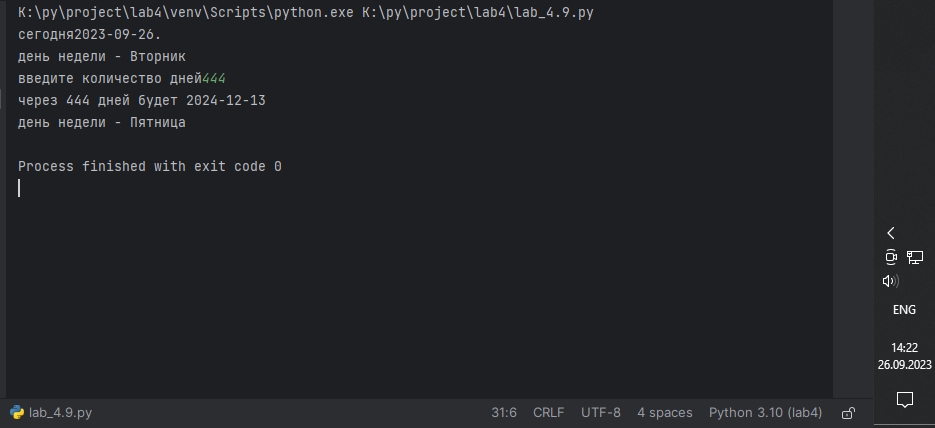 K:\py\project\lab4\venv\Scripts\python.exe K:\py\project\lab4\lab_4.9.py
сегодня2023-09-26.
день недели - Вторник
введите количество дней444
через 444 дней будет 2024-12-13
день недели - Пятница
Process finished with exit code 0
ENG
14:22
26.09.2023
lab_4.9.py 31:6 CRLF UTF-8 4 spaces Python 3.10 (lab4)